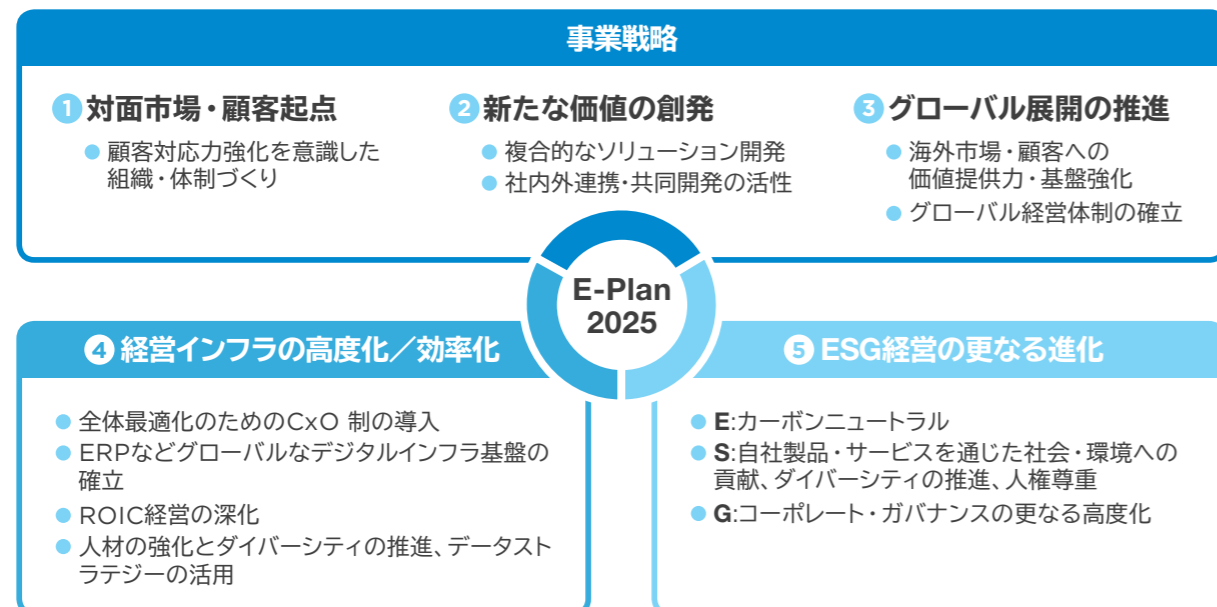 事業戦略
1 対面市場・顧客起点
● 顧客対応力強化を意識した
組織・体制づくり
2 新たな価値の創発
● 複合的なソリューション開発
● 社内外連携・共同開発の活性
3 グローバル展開の推進
● 海外市場・顧客への
価値提供力・基盤強化
● グローバル経営体制の確立
E-Plan
2025
4 経営インフラの高度化／効率化
● 全体最適化のためのCxO 制の導入
● ERPなどグローバルなデジタルインフラ基盤の
確立
● ROIC経営の深化
● 人材の強化とダイバーシティの推進、データスト
ラテジーの活用
5 ESG経営の更なる進化
● E:カーボンニュートラル
● S:自社製品・サービスを通じた社会・環境への
貢献、ダイバーシティの推進、人権尊重
● G:コーポレート・ガバナンスの更なる高度化